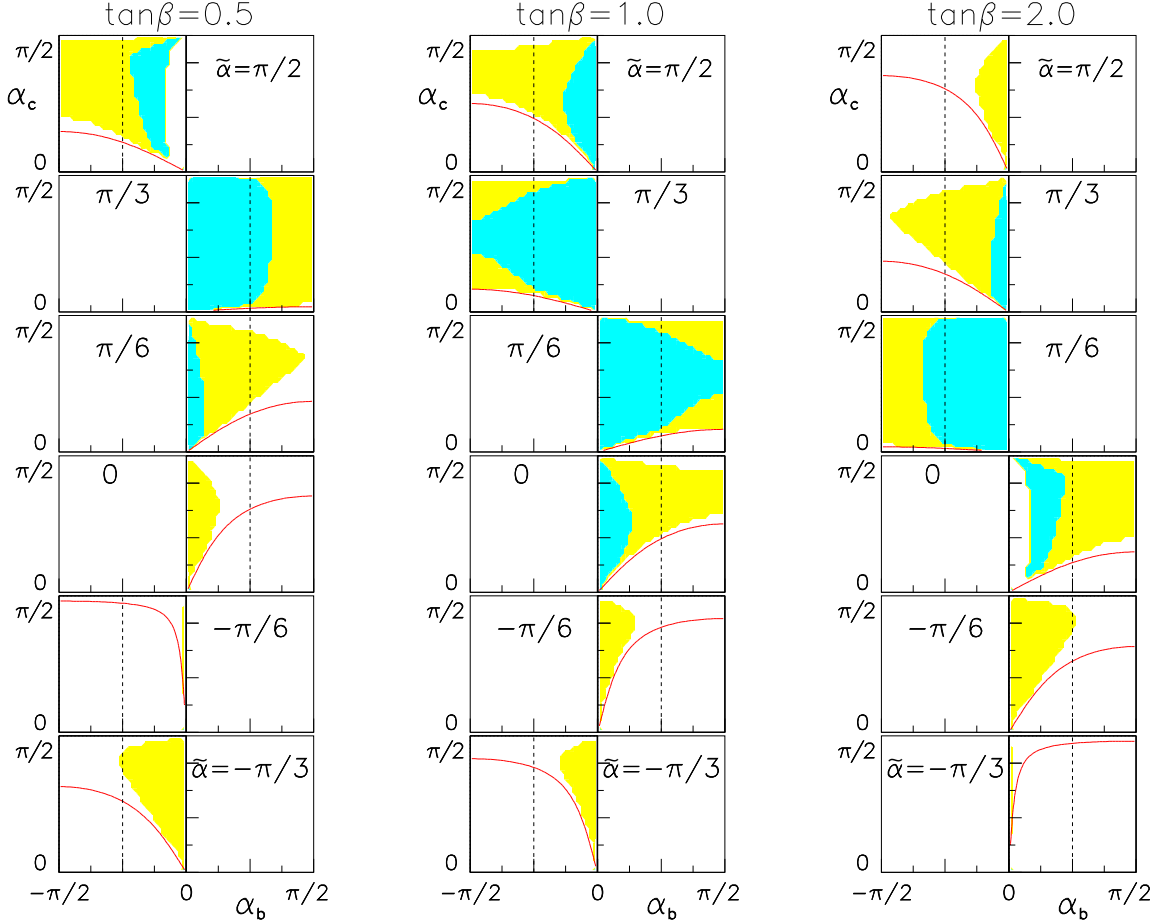 tanβ=0.5 tanβ=1.0 tanβ=2.0
π/2 α̃=π/2 π/2 α̃=π/2 π/2 α̃=π/2
α_c α_c α_c
0 0 0
π/2 π/3 π/2 π/3 π/2 π/3
0 0 0
π/2 π/6 π/2 π/6 π/2 π/6
0 0 0
π/2 0 π/2 0 π/2 0
0 0 0
π/2 −π/6 π/2 −π/6 π/2 −π/6
0 0 0
π/2 α̃=−π/3 π/2 α̃=−π/3 π/2 α̃=−π/3
0 0 0
−π/2 0 π/2 −π/2 0 π/2 −π/2 0 π/2
α_b α_b α_b